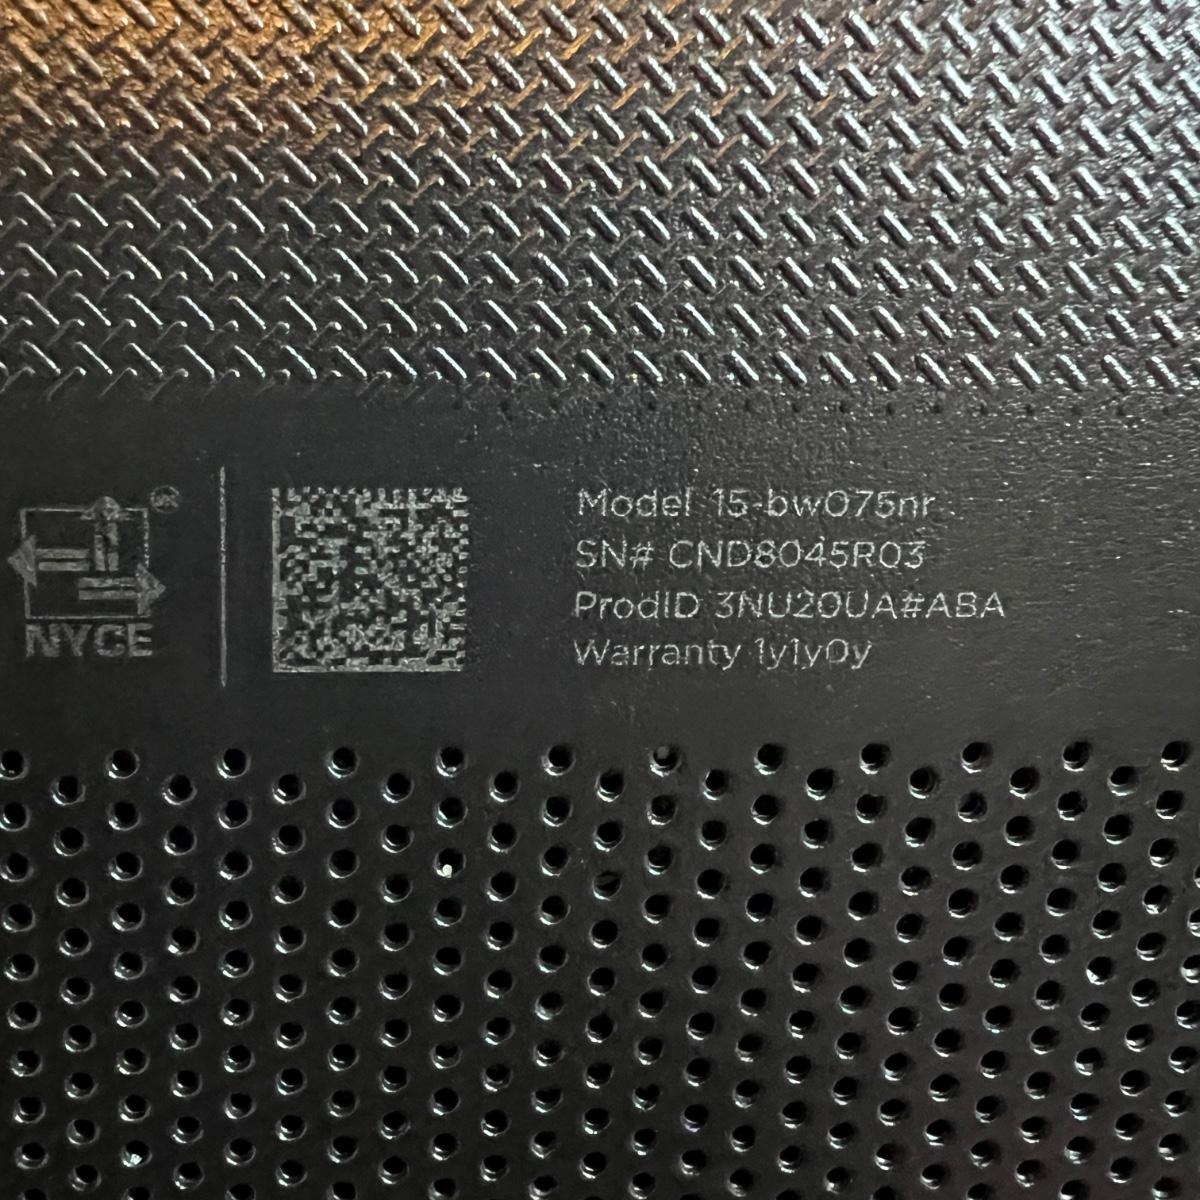 NYCE
Model 15-bw075nr
SN# CND8045R03
ProdID 3NU20UA#ABA
Warranty 1y1y0y